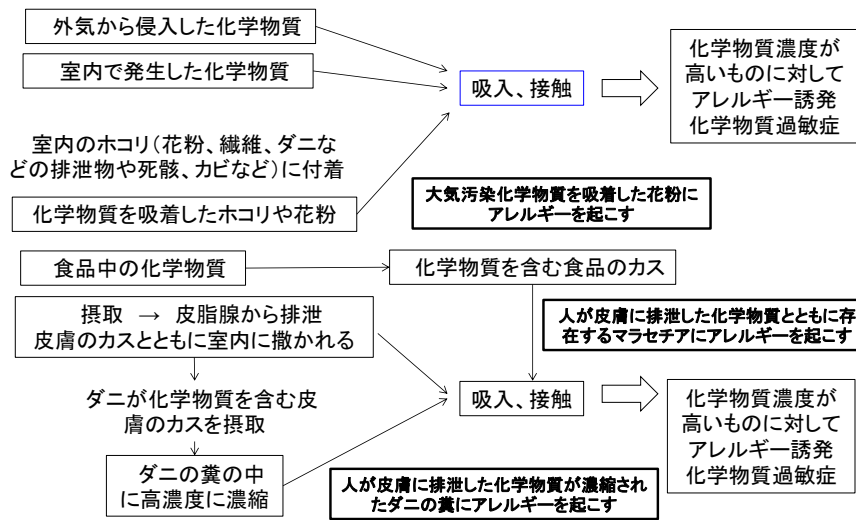 外気から侵入した化学物質
室内で発生した化学物質
吸入、接触
化学物質濃度が
高いものに対して
アレルギー誘発
化学物質過敏症
室内のホコリ（花粉、繊維、ダニな
どの排泄物や死骸、カビなど）に付着
化学物質を吸着したホコリや花粉
大気汚染化学物質を吸着した花粉に
アレルギーを起こす
食品中の化学物質
化学物質を含む食品のカス
摂取 → 皮脂腺から排泄
皮膚のカスとともに室内に撒かれる
人が皮膚に排泄した化学物質とともに存
在するマラセチアにアレルギーを起こす
ダニが化学物質を含む皮
膚のカスを摂取
吸入、接触
化学物質濃度が
高いものに対して
アレルギー誘発
化学物質過敏症
ダニの糞の中
に高濃度に濃縮
人が皮膚に排泄した化学物質が濃縮され
たダニの糞にアレルギーを起こす